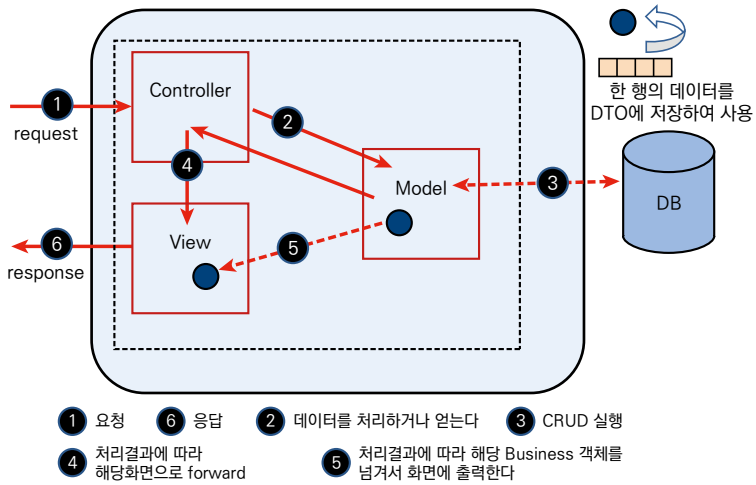 한 행의 데이터를
DTO에 저장하여 사용
Controller
1
request
2
4
Model
3
DB
View
5
6
response
1 요청
6 응답
2 데이터를 처리하거나 얻는다
3 CRUD 실행
4 처리결과에 따라
해당화면으로 forward
5 처리결과에 따라 해당 Business 객체를
넘겨서 화면에 출력한다